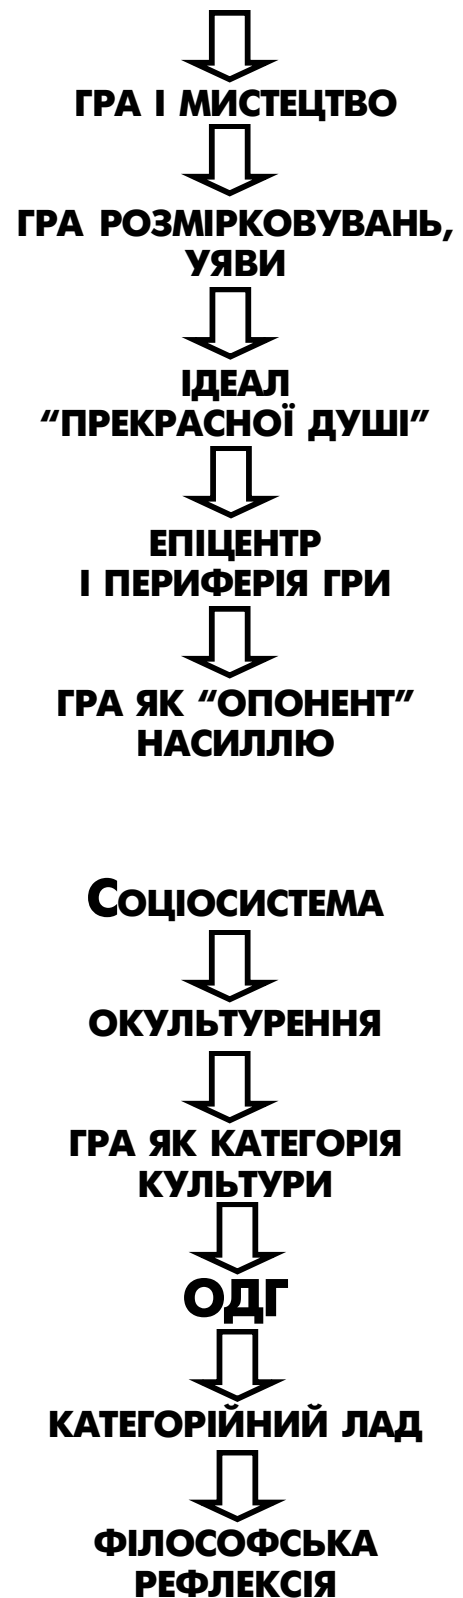 ГРА І МИСТЕЦТВО
ГРА РОЗМІРКОВУВАНЬ,
УЯВИ
ІДЕАЛ
“ПРЕКРАСНОЇ ДУШІ”
ЕПІЦЕНТР
І ПЕРИФЕРІЯ ГРИ
ГРА ЯК “ОПОНЕНТ”
НАСИЛЛЮ
СОЦІОСИСТЕМА
ОКУЛЬТУРЕННЯ
ГРА ЯК КАТЕГОРІЯ
КУЛЬТУРИ
ОДГ
КАТЕГОРІЙНИЙ ЛАД
ФІЛОСОФСЬКА
РЕФЛЕКСІЯ